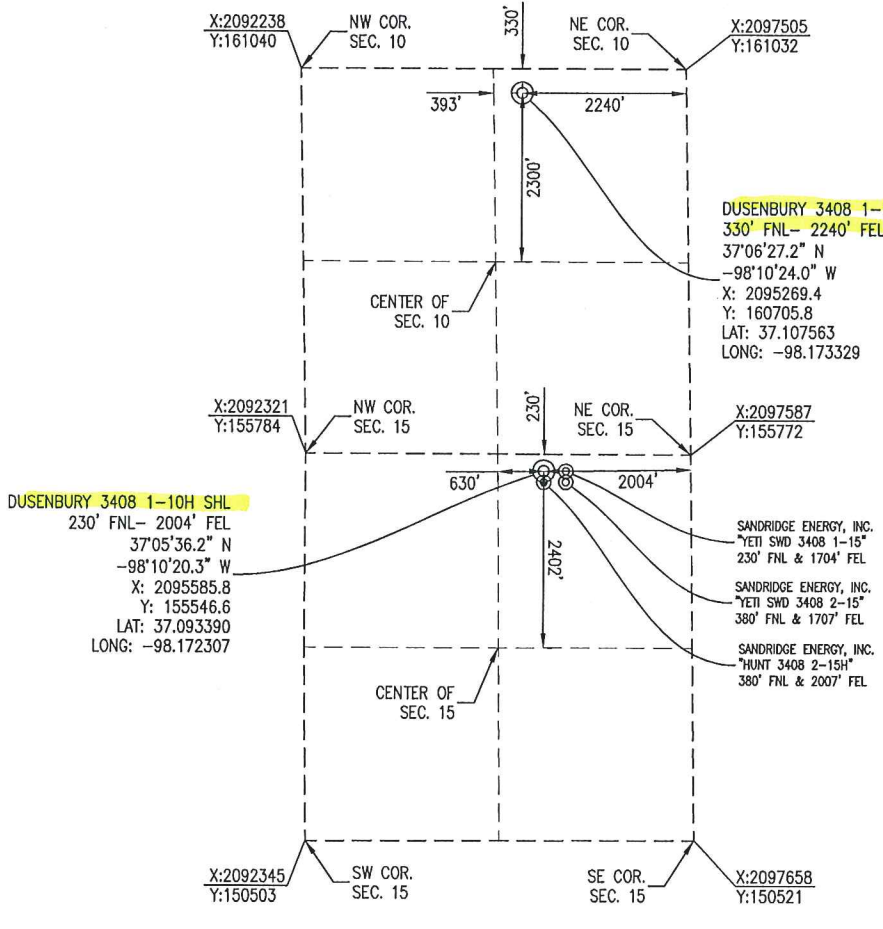 X:2092238
Y:161040
NW COR.
SEC. 10
330'
NE COR.
SEC. 10
X:2097505
Y:161032
393'
2240'
2300'
DUSENBURY 3408 1-
330' FNL- 2240' FEL
37°06'27.2" N
-98°10'24.0" W
X: 2095269.4
Y: 160705.8
LAT: 37.107563
LONG: -98.173329
CENTER OF
SEC. 10
X:2092321
Y:155784
NW COR.
SEC. 15
230'
NE COR.
SEC. 15
X:2097587
Y:155772
630'
2004'
2402'
DUSENBURY 3408 1-10H SHL
230' FNL- 2004' FEL
37°05'36.2" N
-98°10'20.3" W
X: 2095585.8
Y: 155546.6
LAT: 37.093390
LONG: -98.172307
SANDRIDGE ENERGY, INC.
"YETI SWD 3408 1-15"
230' FNL & 1704' FEL
SANDRIDGE ENERGY, INC.
"YETI SWD 3408 2-15"
380' FNL & 1707' FEL
SANDRIDGE ENERGY, INC.
"HUNT 3408 2-15H"
380' FNL & 2007' FEL
CENTER OF
SEC. 15
X:2092345
Y:150503
SW COR.
SEC. 15
SE COR.
SEC. 15
X:2097658
Y:150521